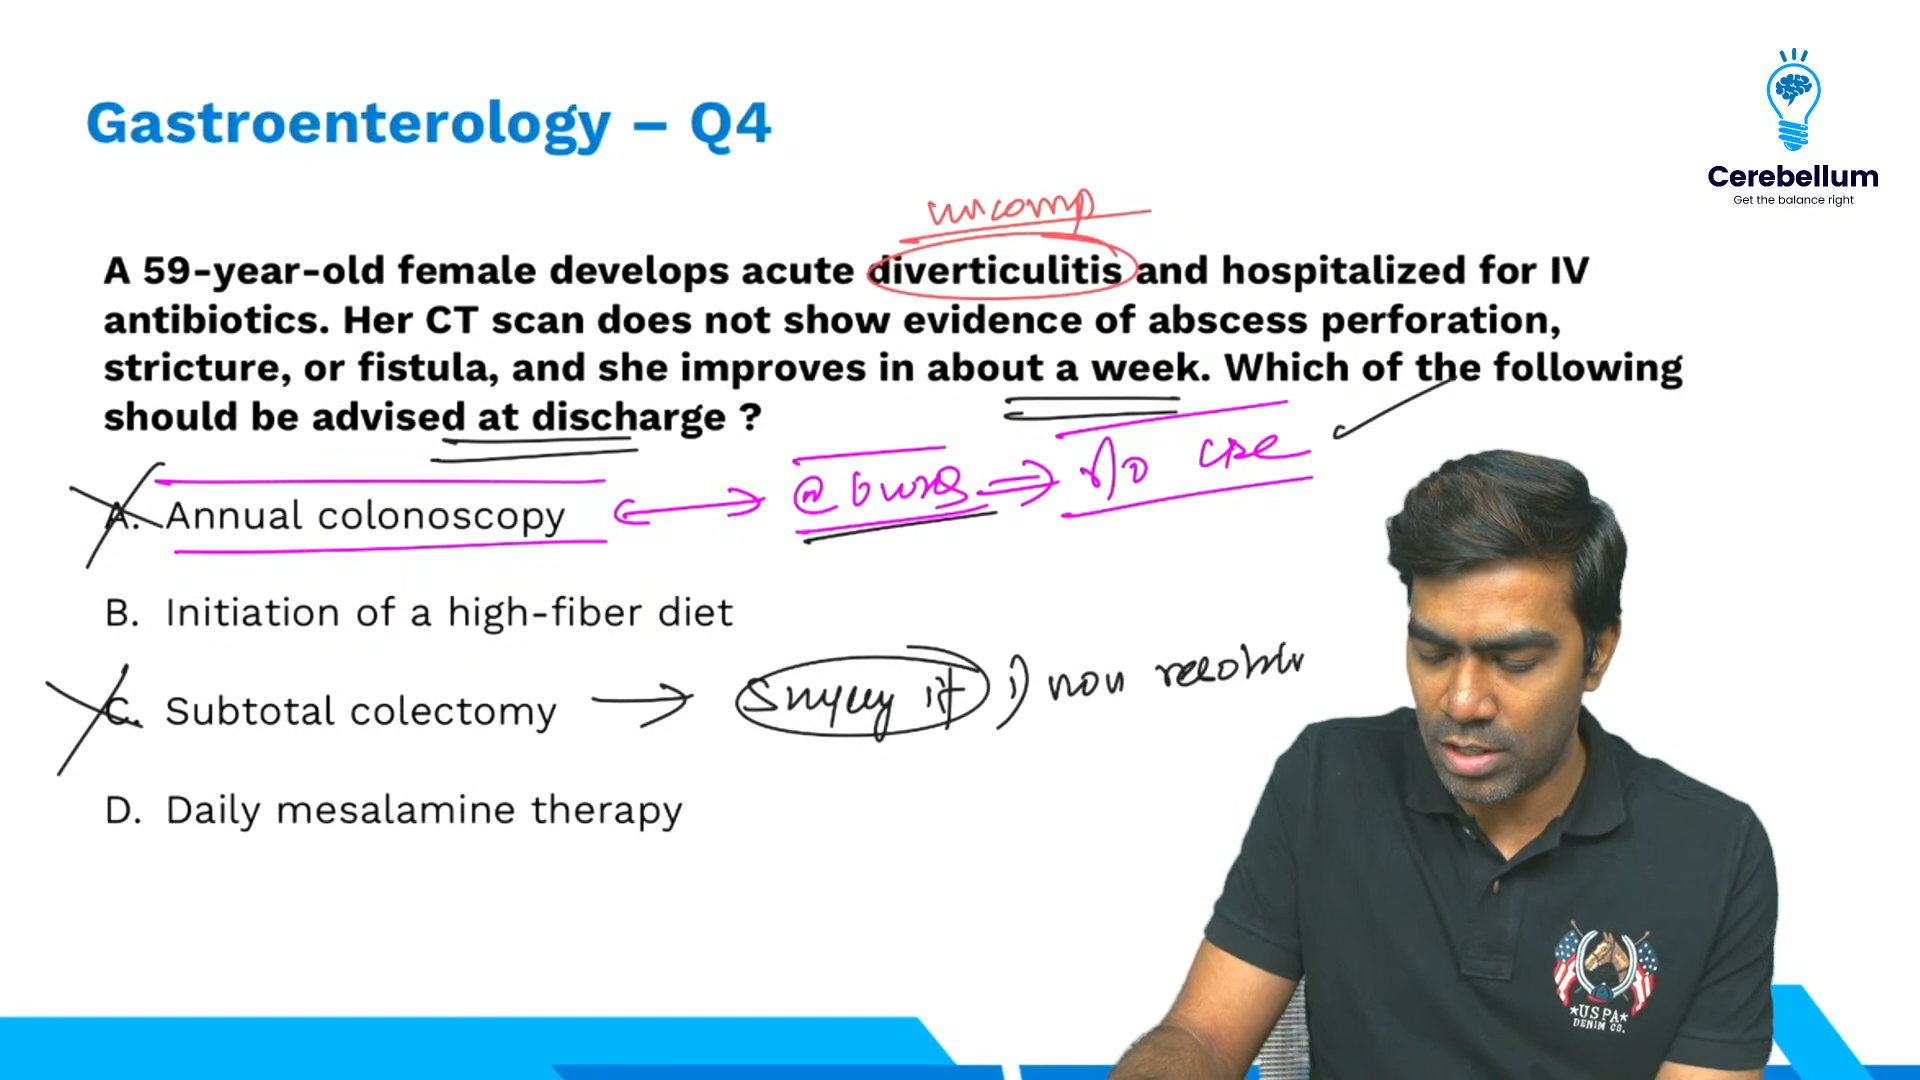 Gastroenterology – Q4
Cerebellum
Get the balance right
uncomp
A 59-year-old female develops acute diverticulitis and hospitalized for IV
antibiotics. Her CT scan does not show evidence of abscess perforation,
stricture, or fistula, and she improves in about a week. Which of the following
should be advised at discharge ?
A. Annual colonoscopy
@ 6 wks r/o
B. Initiation of a high-fiber diet
C. Subtotal colectomy
if 1) non
D. Daily mesalamine therapy
USPA
DENIM CO.